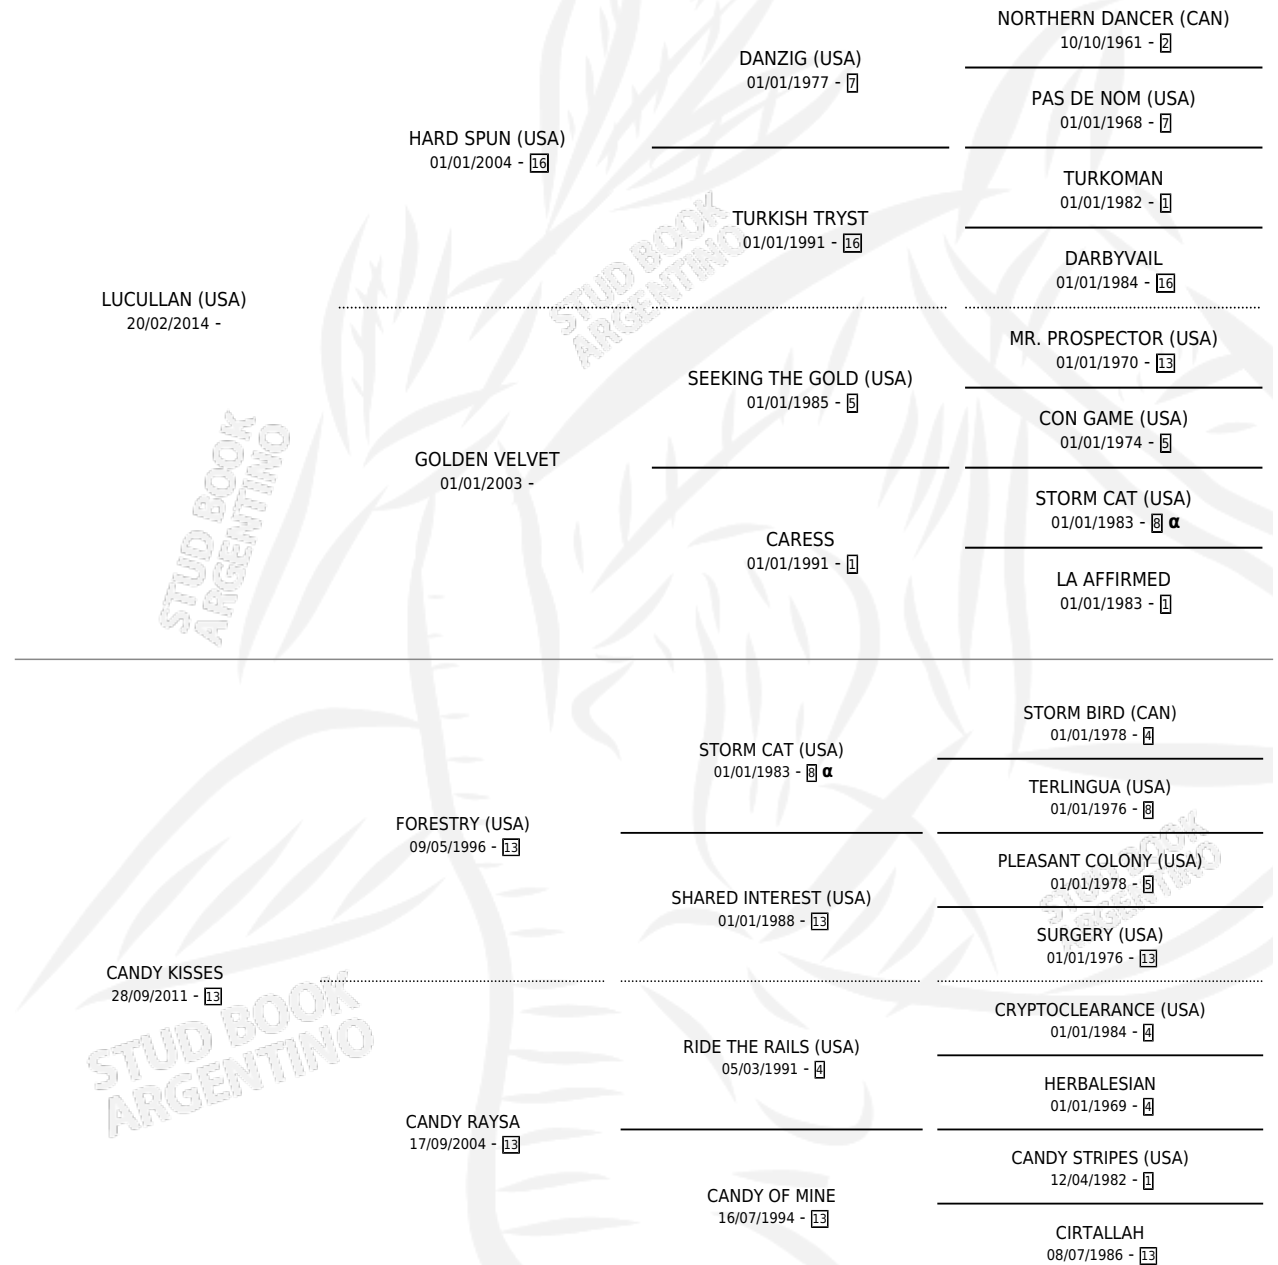 NORTHERN DANCER (CAN)
10/10/1961 - 2
DANZIG (USA)
01/01/1977 - 7
PAS DE NOM (USA)
01/01/1968 - 7
HARD SPUN (USA)
01/01/2004 - 16
TURKOMAN
01/01/1982 - 1
TURKISH TRYST
01/01/1991 - 16
DARBYVAIL
01/01/1984 - 16
LUCULLAN (USA)
20/02/2014 -
MR. PROSPECTOR (USA)
01/01/1970 - 13
SEEKING THE GOLD (USA)
01/01/1985 - 5
CON GAME (USA)
01/01/1974 - 5
GOLDEN VELVET
01/01/2003 -
STORM CAT (USA)
01/01/1983 - 8 α
CARESS
01/01/1991 - 1
LA AFFIRMED
01/01/1983 - 1
STORM BIRD (CAN)
01/01/1978 - 4
STORM CAT (USA)
01/01/1983 - 8 α
TERLINGUA (USA)
01/01/1976 - 8
FORESTRY (USA)
09/05/1996 - 13
PLEASANT COLONY (USA)
01/01/1978 - 5
SHARED INTEREST (USA)
01/01/1988 - 13
SURGERY (USA)
01/01/1976 - 13
CANDY KISSES
28/09/2011 - 13
CRYPTOCLEARANCE (USA)
01/01/1984 - 4
RIDE THE RAILS (USA)
05/03/1991 - 4
HERBALESIAN
01/01/1969 - 4
CANDY RAYSA
17/09/2004 - 13
CANDY STRIPES (USA)
12/04/1982 - 1
CANDY OF MINE
16/07/1994 - 13
CIRTALLAH
08/07/1986 - 13
STUD BOOK
ARGENTINO
STUD BOOK
ARGENTINO
STUD BOOK
ARGENTINO
STUD BOOK
ARGENTINO